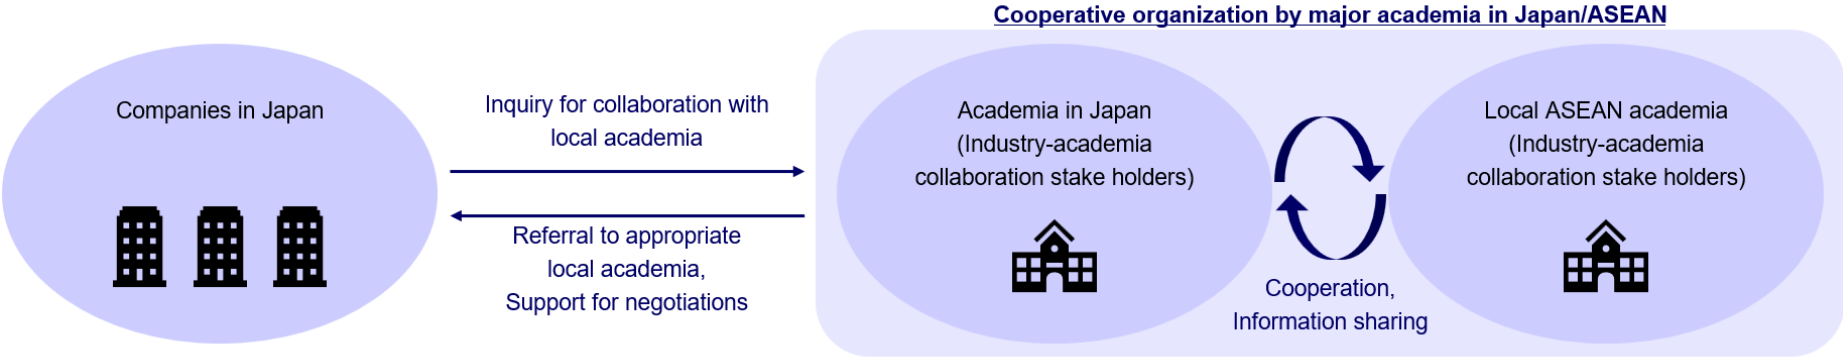 Cooperative organization by major academia in Japan/ASEAN
Companies in Japan
Inquiry for collaboration with
local academia
Referral to appropriate
local academia,
Support for negotiations
Academia in Japan
(Industry-academia
collaboration stake holders)
Cooperation,
Information sharing
Local ASEAN academia
(Industry-academia
collaboration stake holders)